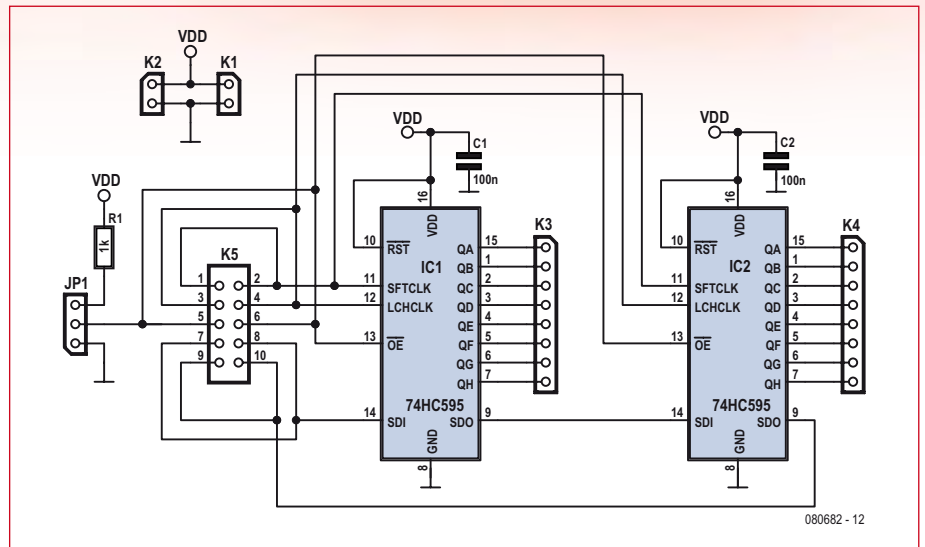 VDD
K2 K1
VDD
R1
1k
JP1
K5
1 2
3 4
5 6
7 8
9 10
VDD
C1
100n
16
VDD
10 RST QA 15
IC1 QB 1
11 SFTCLK QC 2
12 LCHCLK QD 3
QE 4
13 OE QF 5
QG 6
QH 7
74HC595
14 SDI SDO 9
GND
8
K3
VDD
C2
100n
16
VDD
10 RST QA 15
IC2 QB 1
11 SFTCLK QC 2
12 LCHCLK QD 3
QE 4
13 OE QF 5
QG 6
QH 7
74HC595
14 SDI SDO 9
GND
8
K4
080682 - 12